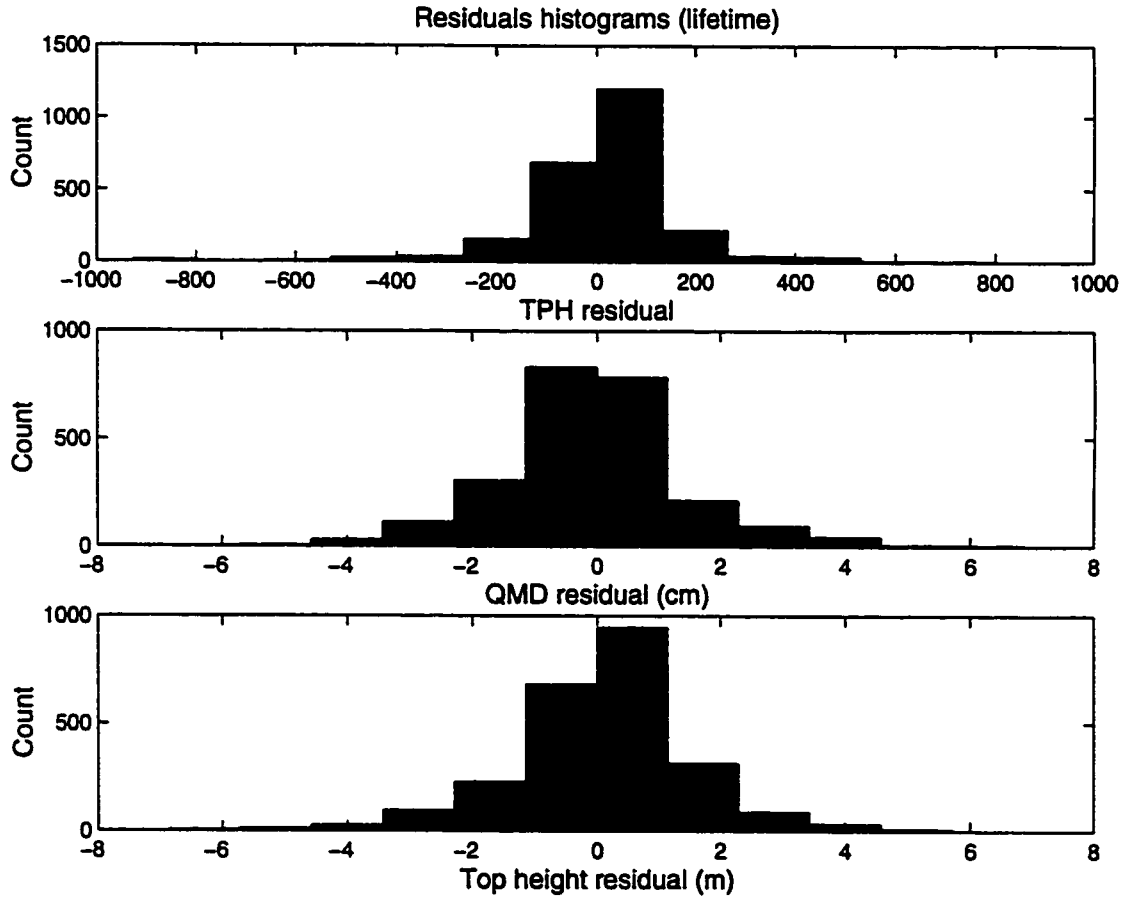 Residuals histograms (lifetime)
1500
1000
500
0
Count
−1000 −800 −600 −400 −200 0 200 400 600 800 1000
TPH residual
1000
500
0
Count
−8 −6 −4 −2 0 2 4 6 8
QMD residual (cm)
1000
500
0
Count
−8 −6 −4 −2 0 2 4 6 8
Top height residual (m)